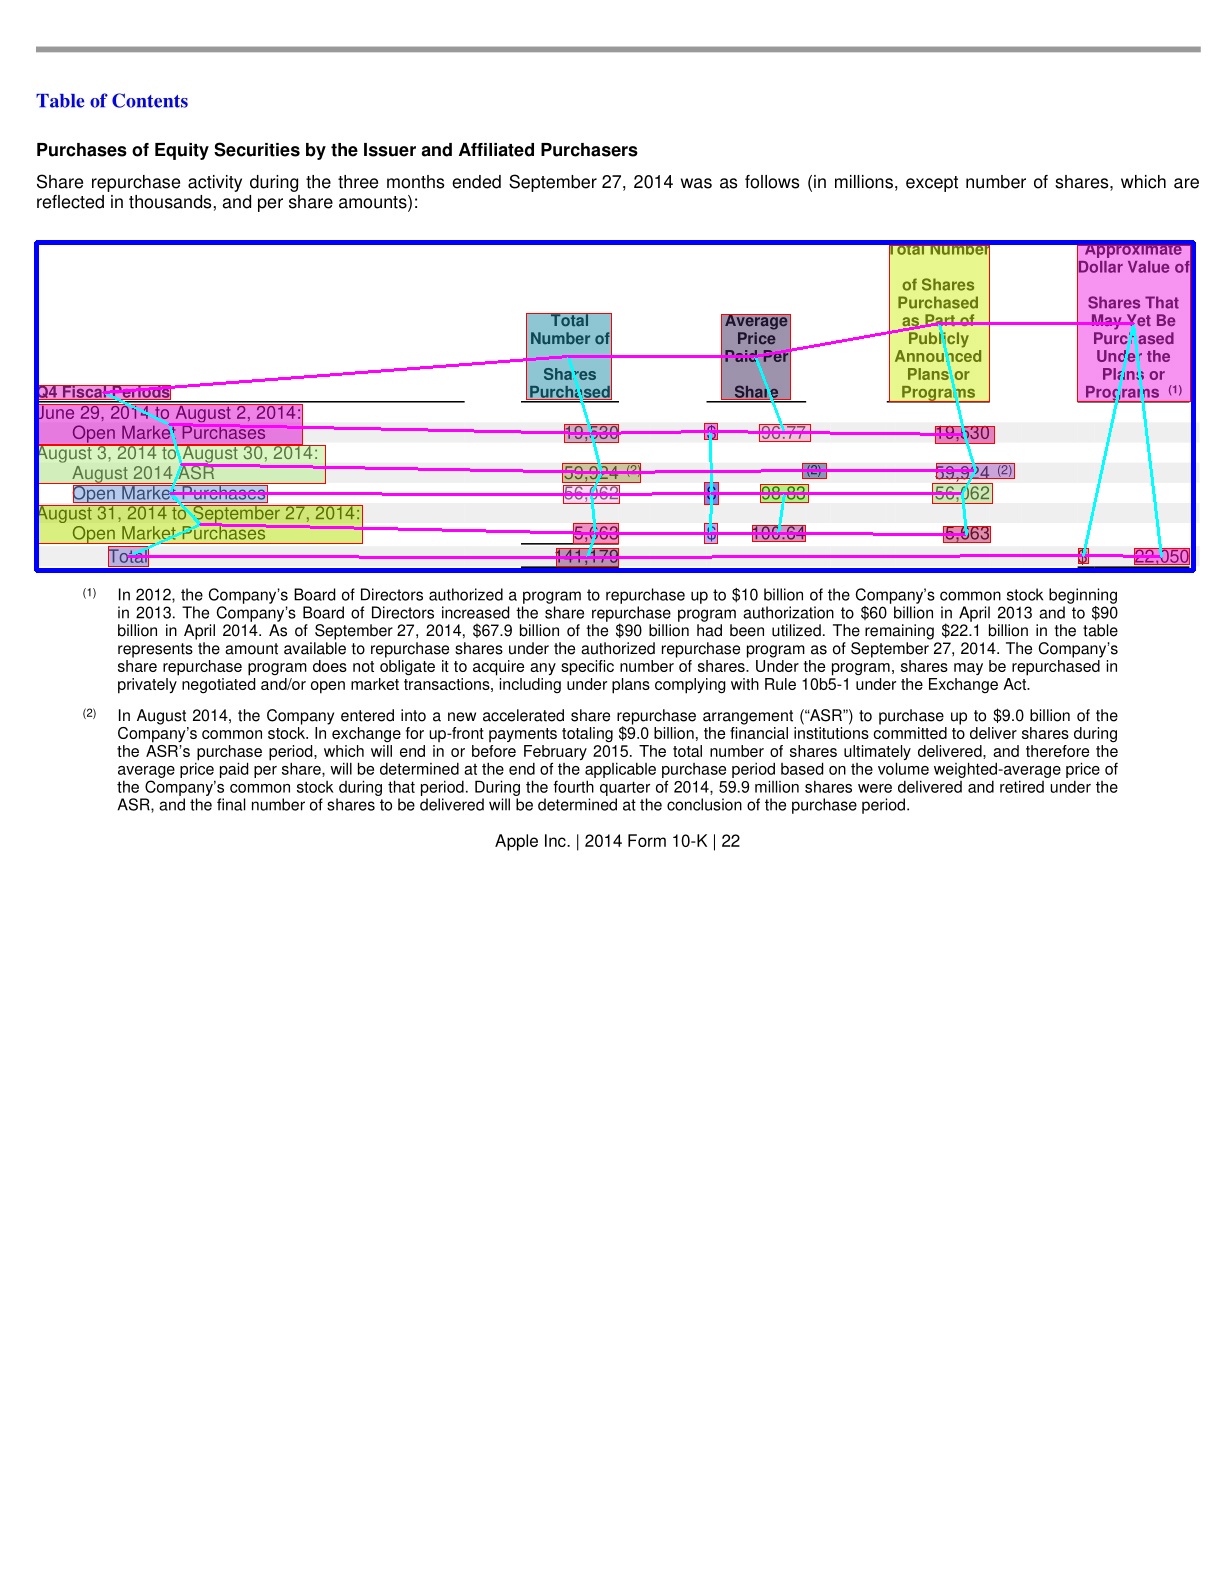 Table of Contents
Purchases of Equity Securities by the Issuer and Affiliated Purchasers
Share repurchase activity during the three months ended September 27, 2014 was as follows (in millions, except number of shares, which are
reflected in thousands, and per share amounts):
Q4 Fiscal Periods
Total
Number of
Shares
Purchased
Average
Price
Paid Per
Share
Total Number
of Shares
Purchased
as Part of
Publicly
Announced
Plans or
Programs
Approximate
Dollar Value of
Shares That
May Yet Be
Purchased
Under the
Plans or
Programs (1)
June 29, 2014 to August 2, 2014:
Open Market Purchases 19,530 $ 96.77 19,530
August 3, 2014 to August 30, 2014:
August 2014 ASR 59,924 (2) (2) 59,924 (2)
Open Market Purchases 56,062 $ 98.83 56,062
August 31, 2014 to September 27, 2014:
Open Market Purchases 5,663 $ 100.64 5,663
Total 141,179 $ 22,050
(1) In 2012, the Company’s Board of Directors authorized a program to repurchase up to $10 billion of the Company’s common stock beginning
in 2013. The Company’s Board of Directors increased the share repurchase program authorization to $60 billion in April 2013 and to $90
billion in April 2014. As of September 27, 2014, $67.9 billion of the $90 billion had been utilized. The remaining $22.1 billion in the table
represents the amount available to repurchase shares under the authorized repurchase program as of September 27, 2014. The Company’s
share repurchase program does not obligate it to acquire any specific number of shares. Under the program, shares may be repurchased in
privately negotiated and/or open market transactions, including under plans complying with Rule 10b5-1 under the Exchange Act.
(2) In August 2014, the Company entered into a new accelerated share repurchase arrangement (“ASR”) to purchase up to $9.0 billion of the
Company’s common stock. In exchange for up-front payments totaling $9.0 billion, the financial institutions committed to deliver shares during
the ASR’s purchase period, which will end in or before February 2015. The total number of shares ultimately delivered, and therefore the
average price paid per share, will be determined at the end of the applicable purchase period based on the volume weighted-average price of
the Company’s common stock during that period. During the fourth quarter of 2014, 59.9 million shares were delivered and retired under the
ASR, and the final number of shares to be delivered will be determined at the conclusion of the purchase period.
Apple Inc. | 2014 Form 10-K | 22